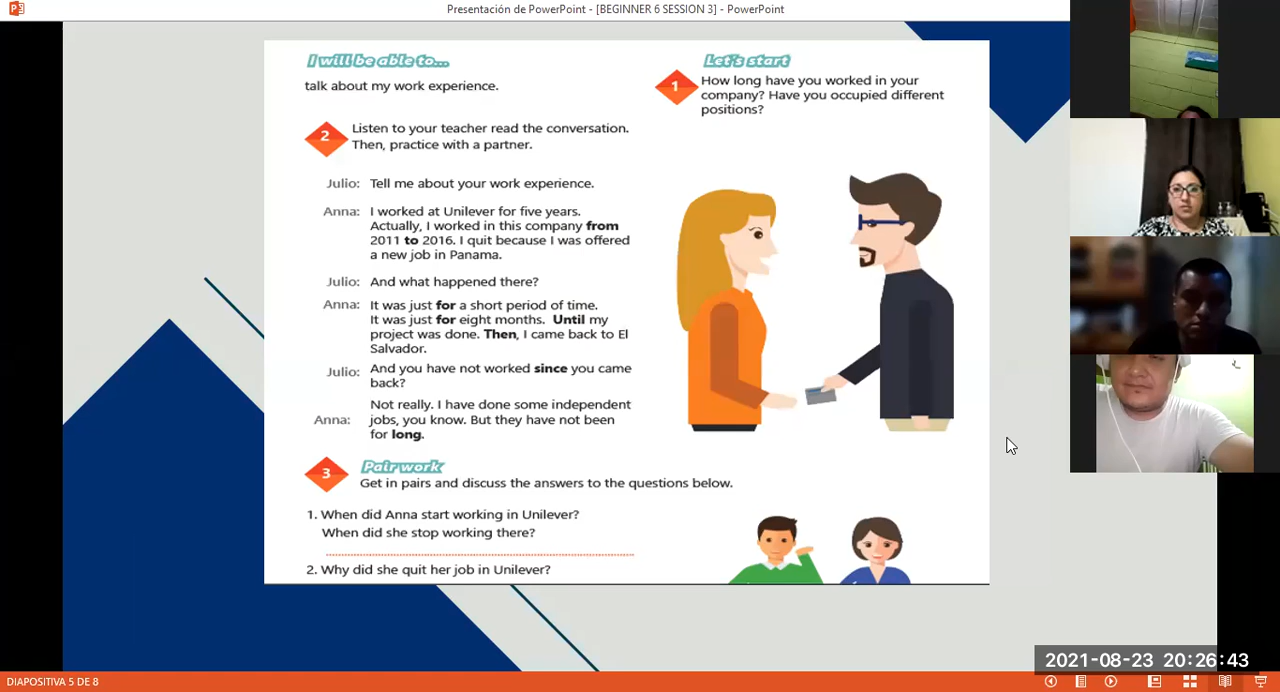 Presentación de PowerPoint - [BEGINNER 6 SESSION 3] - PowerPoint
I will be able to...
talk about my work experience.
Let's start
1
How long have you worked in your
company? Have you occupied different
positions?
2
Listen to your teacher read the conversation.
Then, practice with a partner.
Julio: Tell me about your work experience.
Anna: I worked at Unilever for five years.
Actually, I worked in this company from
2011 to 2016. I quit because I was offered
a new job in Panama.
Julio: And what happened there?
Anna: It was just for a short period of time.
It was just for eight months. Until my
project was done. Then, I came back to El
Salvador.
Julio: And you have not worked since you came
back?
Anna: Not really. I have done some independent
jobs, you know. But they have not been
for long.
3
Pair work
Get in pairs and discuss the answers to the questions below.
1. When did Anna start working in Unilever?
When did she stop working there?
2. Why did she quit her job in Unilever?
2021-08-23 20:26:43
DIAPOSITIVA 5 DE 8